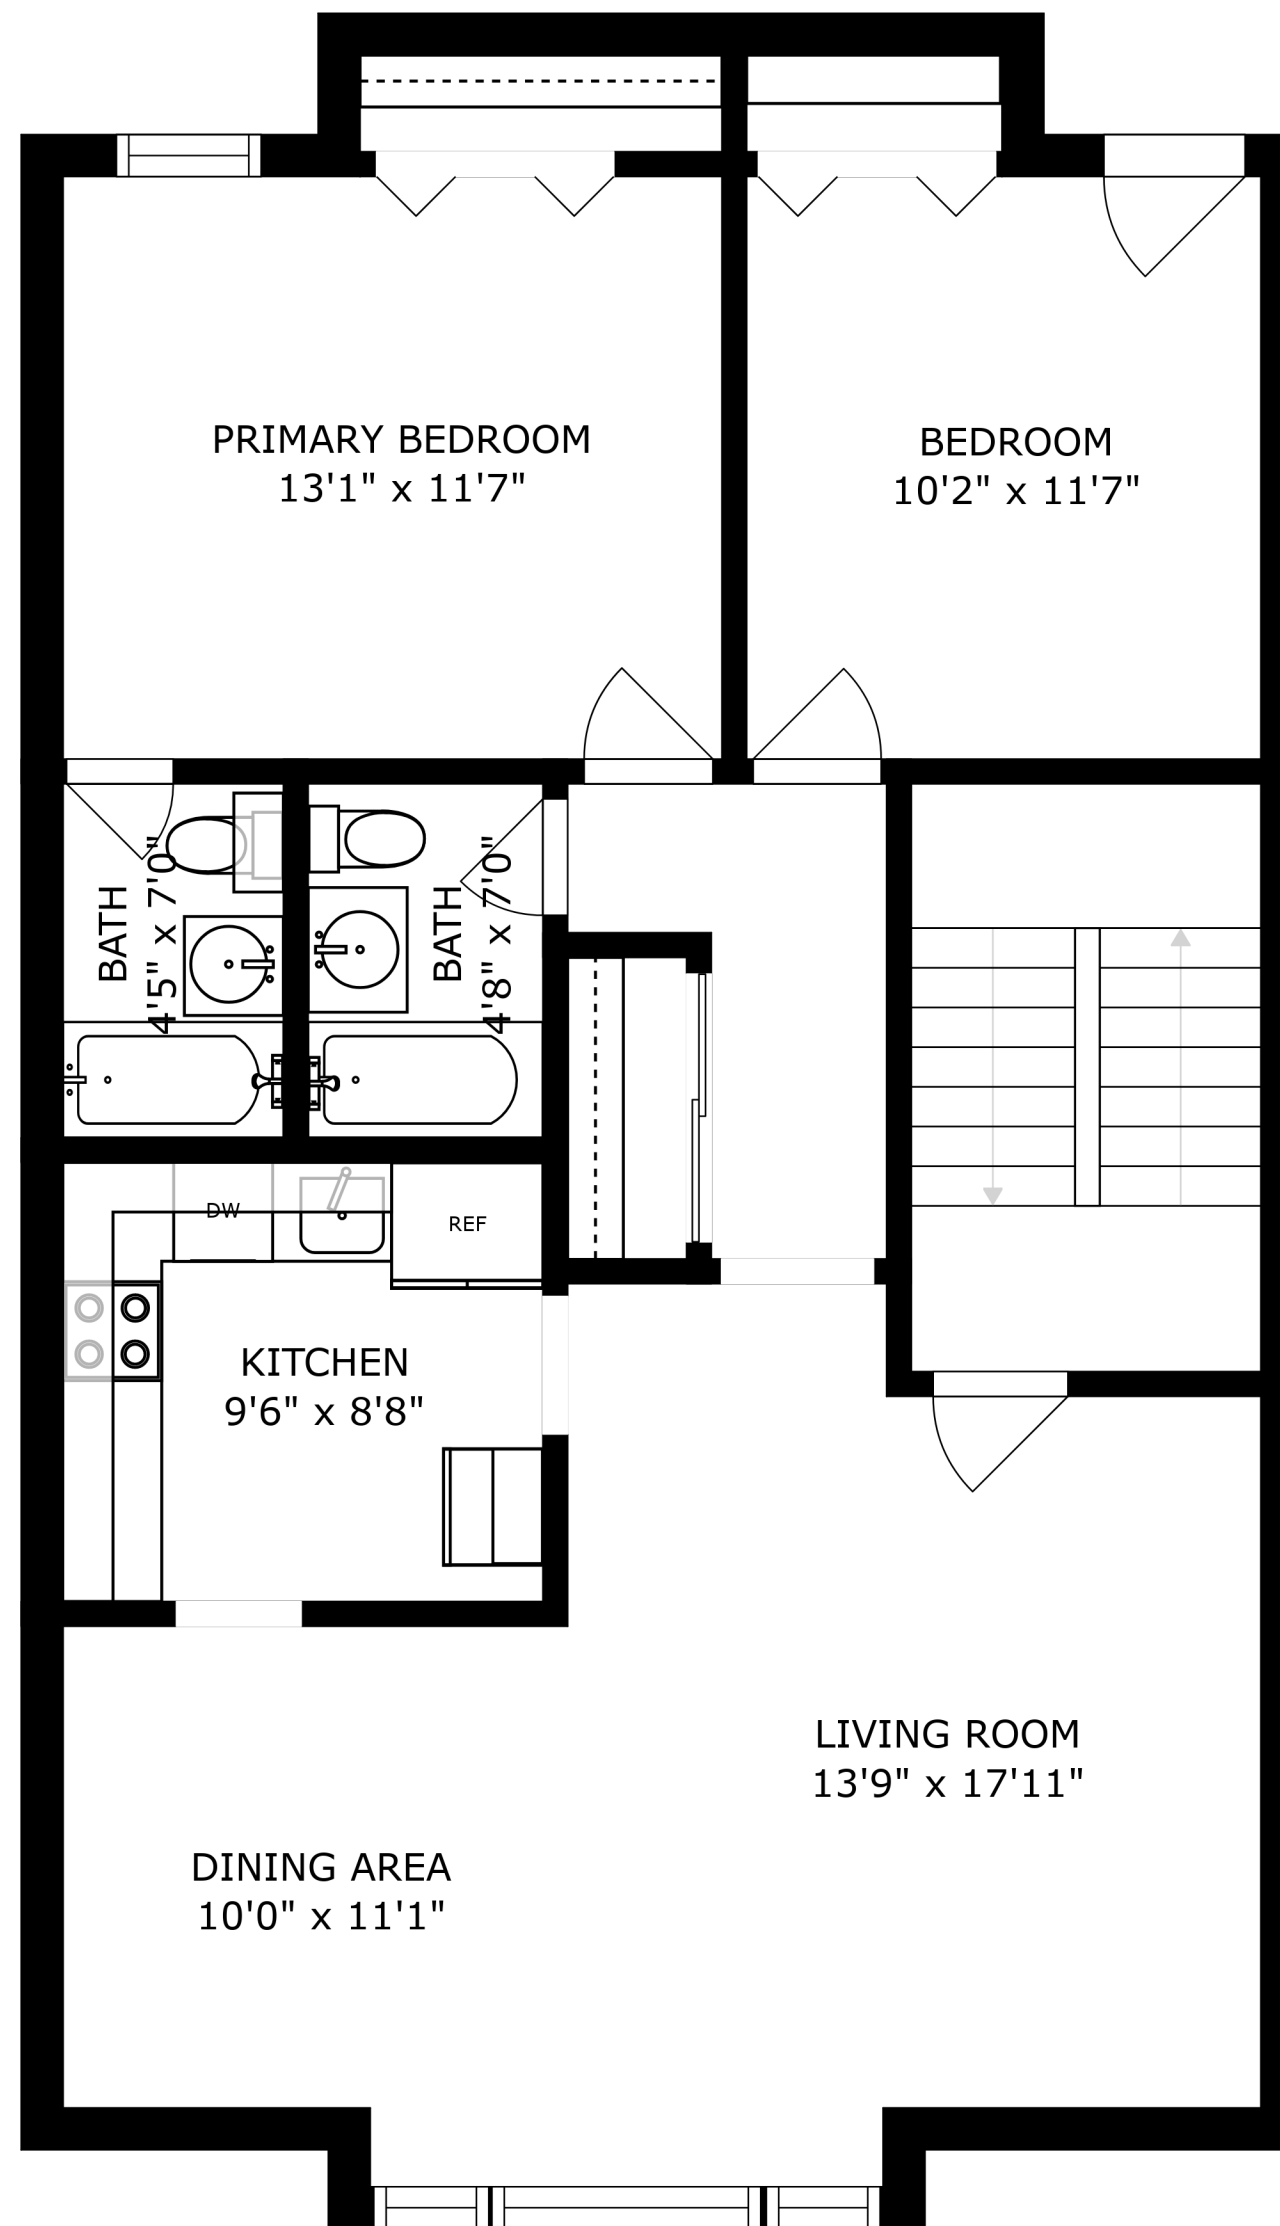 PRIMARY BEDROOM
13'1" x 11'7"
BEDROOM
10'2" x 11'7"
BATH
4'5" x 7'0"
BATH
4'8" x 7'0"
DW
REF
KITCHEN
9'6" x 8'8"
LIVING ROOM
13'9" x 17'11"
DINING AREA
10'0" x 11'1"